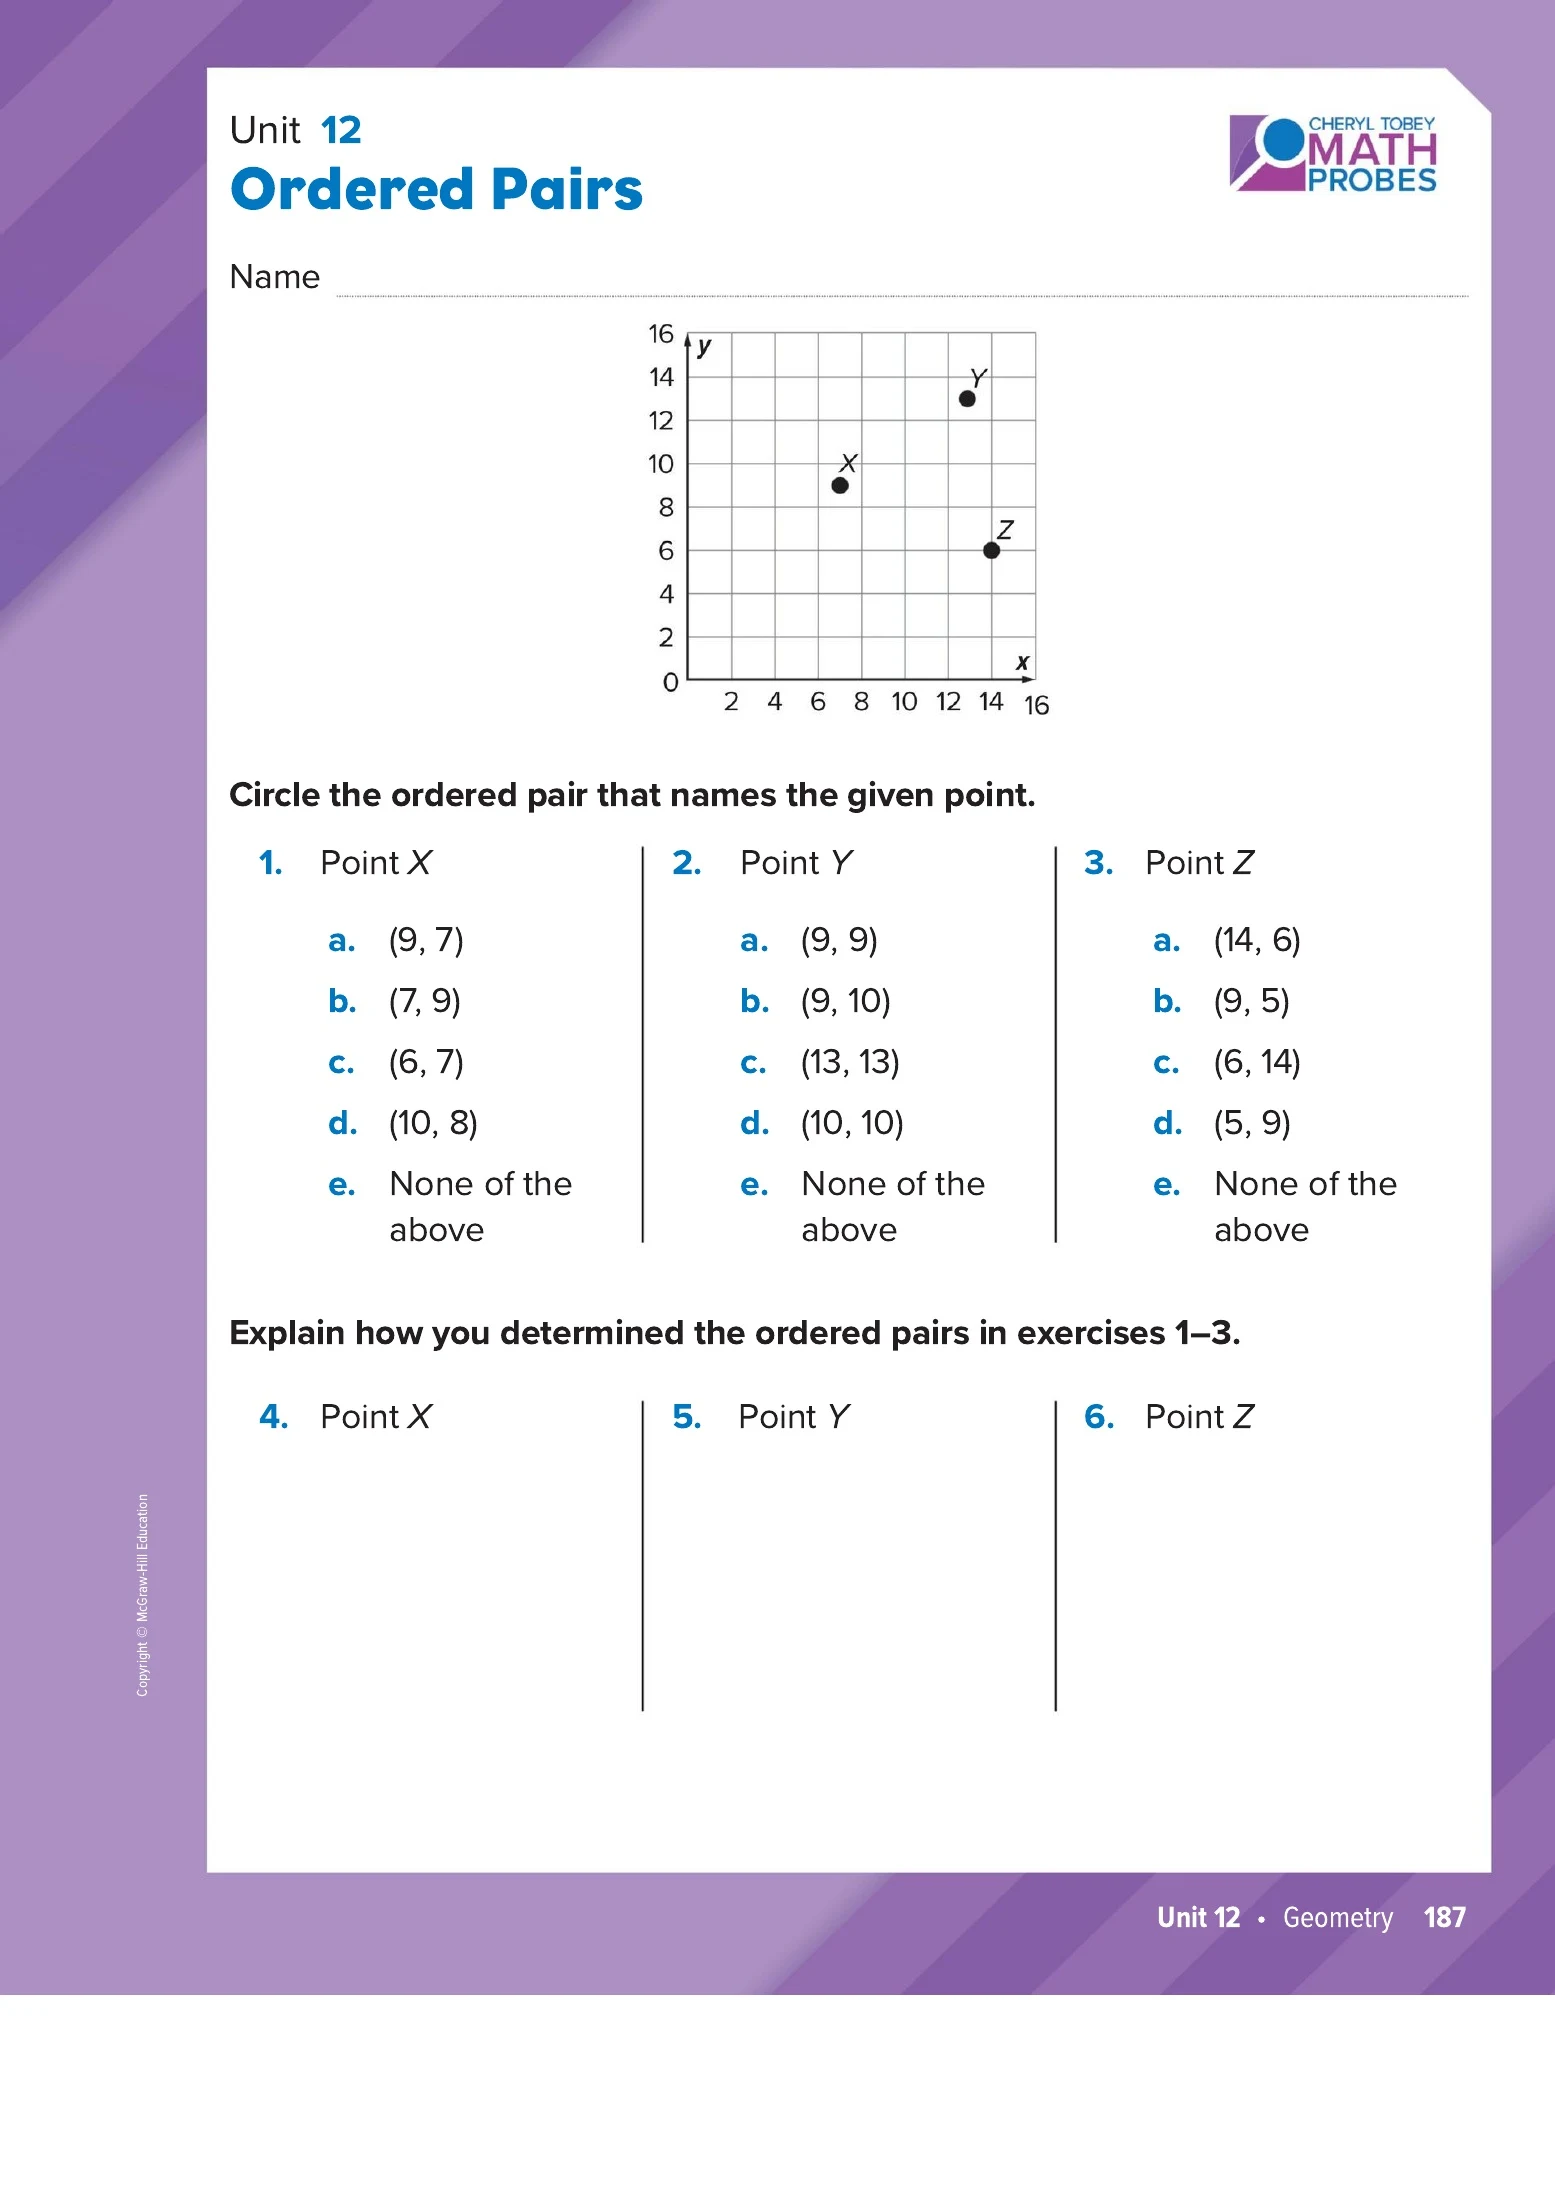 Unit 12
Ordered Pairs
CHERYL TOBEY
MATH
PROBES
Name
16
y
14
Y
12
10
X
8
Z
6
4
2
x
0
2 4 6 8 10 12 14 16
Circle the ordered pair that names the given point.
1. Point X
a. (9, 7)
b. (7, 9)
c. (6, 7)
d. (10, 8)
e. None of the
above
2. Point Y
a. (9, 9)
b. (9, 10)
c. (13, 13)
d. (10, 10)
e. None of the
above
3. Point Z
a. (14, 6)
b. (9, 5)
c. (6, 14)
d. (5, 9)
e. None of the
above
Explain how you determined the ordered pairs in exercises 1–3.
4. Point X
5. Point Y
6. Point Z
Copyright © McGraw-Hill Education
Unit 12 • Geometry 187